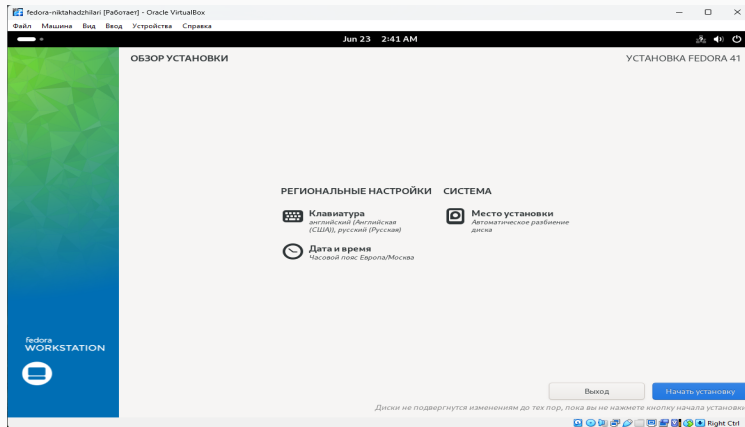 fedora-niktahadzhilari [Работает] - Oracle VirtualBox
Файл Машина Вид Ввод Устройства Справка
Jun 23 2:41 AM
ОБЗОР УСТАНОВКИ
УСТАНОВКА FEDORA 41
РЕГИОНАЛЬНЫЕ НАСТРОЙКИ
Клавиатура
английский (Английская
(США)), русский (Русская)
Дата и время
Часовой пояс Европа/Москва
СИСТЕМА
Место установки
Автоматическое разбиение
диска
fedora
WORKSTATION
Выход
Начать установку
Диски не подвергнутся изменениям до тех пор, пока вы не нажмете кнопку начала установки
Right Ctrl